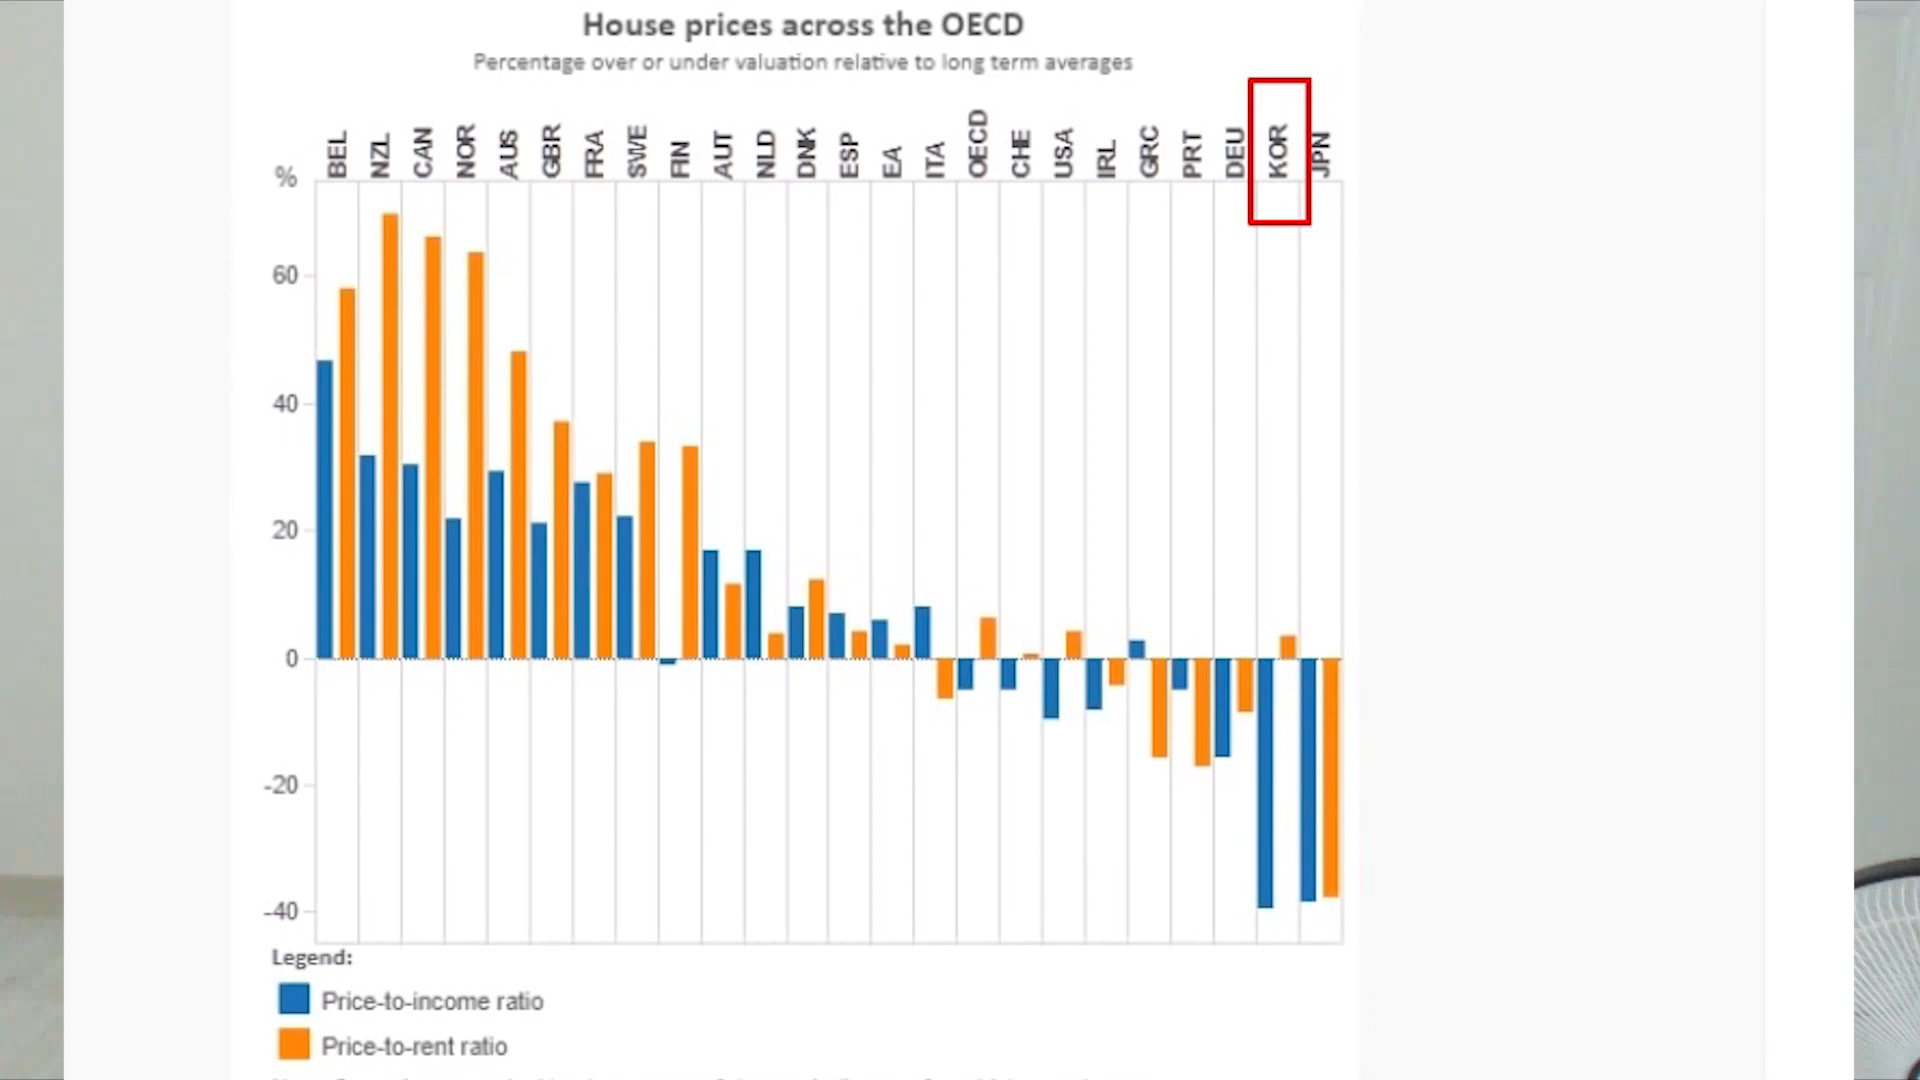 House prices across the OECD
Percentage over or under valuation relative to long term averages
BEL NZL CAN NOR AUS GBR FRA SWE FIN AUT NLD DNK ESP EA ITA OECD CHE USA IRL GRC PRT DEU KOR JPN
%
60
40
20
0
-20
-40
Legend:
Price-to-income ratio
Price-to-rent ratio